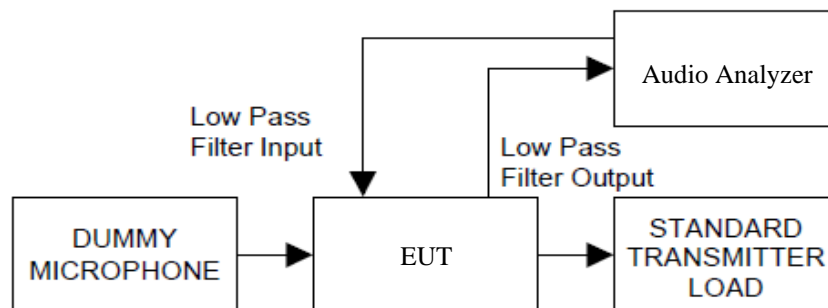 Audio Analyzer
Low Pass
Filter Input
Low Pass
Filter Output
DUMMY
MICROPHONE
EUT
STANDARD
TRANSMITTER
LOAD